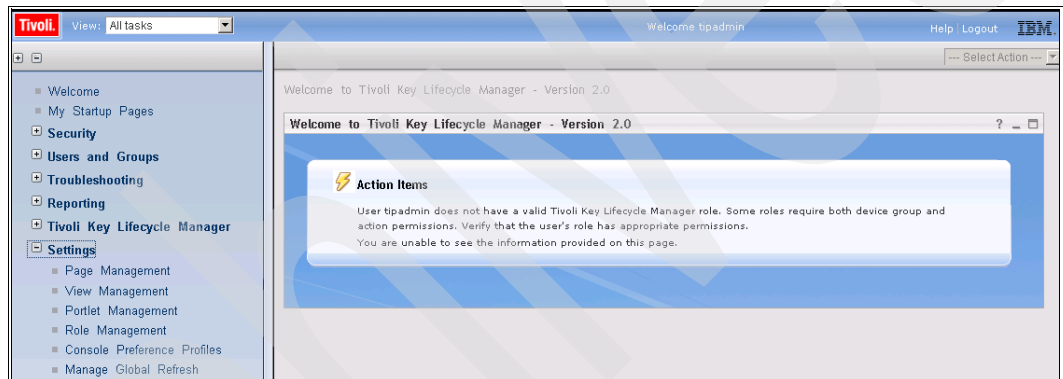 Tivoli. View: All tasks Welcome tipadmin Help Logout IBM.
--- Select Action ---
Welcome
My Startup Pages
Security
Users and Groups
Troubleshooting
Reporting
Tivoli Key Lifecycle Manager
Settings
Page Management
View Management
Portlet Management
Role Management
Console Preference Profiles
Manage Global Refresh
Welcome to Tivoli Key Lifecycle Manager - Version 2.0
Welcome to Tivoli Key Lifecycle Manager - Version 2.0 ?
Action Items
User tipadmin does not have a valid Tivoli Key Lifecycle Manager role. Some roles require both device group and
action permissions. Verify that the user's role has appropriate permissions.
You are unable to see the information provided on this page.